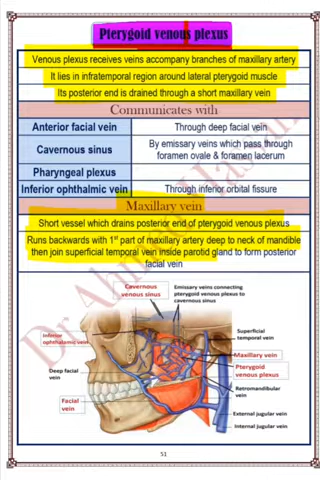 Pterygoid venous plexus
Venous plexus receives veins accompany branches of maxillary artery
It lies in infratemporal region around lateral pterygoid muscle
Its posterior end is drained through a short maxillary vein
Communicates with
Anterior facial vein
Through deep facial vein
Cavernous sinus
By emissary veins which pass through
foramen ovale & foramen lacerum
Pharyngeal plexus
Inferior ophthalmic vein
Through inferior orbital fissure
Maxillary vein
Short vessel which drains posterior end of pterygoid venous plexus
Runs backwards with 1st part of maxillary artery deep to neck of mandible
then join superficial temporal vein inside parotid gland to form posterior
facial vein
Cavernous
venous sinus
Emissary veins connecting
pterygoid venous plexus to
cavernous sinus
Inferior
ophthalmic vein
Superficial
temporal vein
Maxillary vein
Deep facial
vein
Pterygoid
venous plexus
Retromandibular
vein
Facial
vein
External jugular vein
Internal jugular vein
51